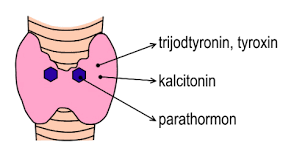 trijodtyronin, tyroxin
kalcitonin
parathormon